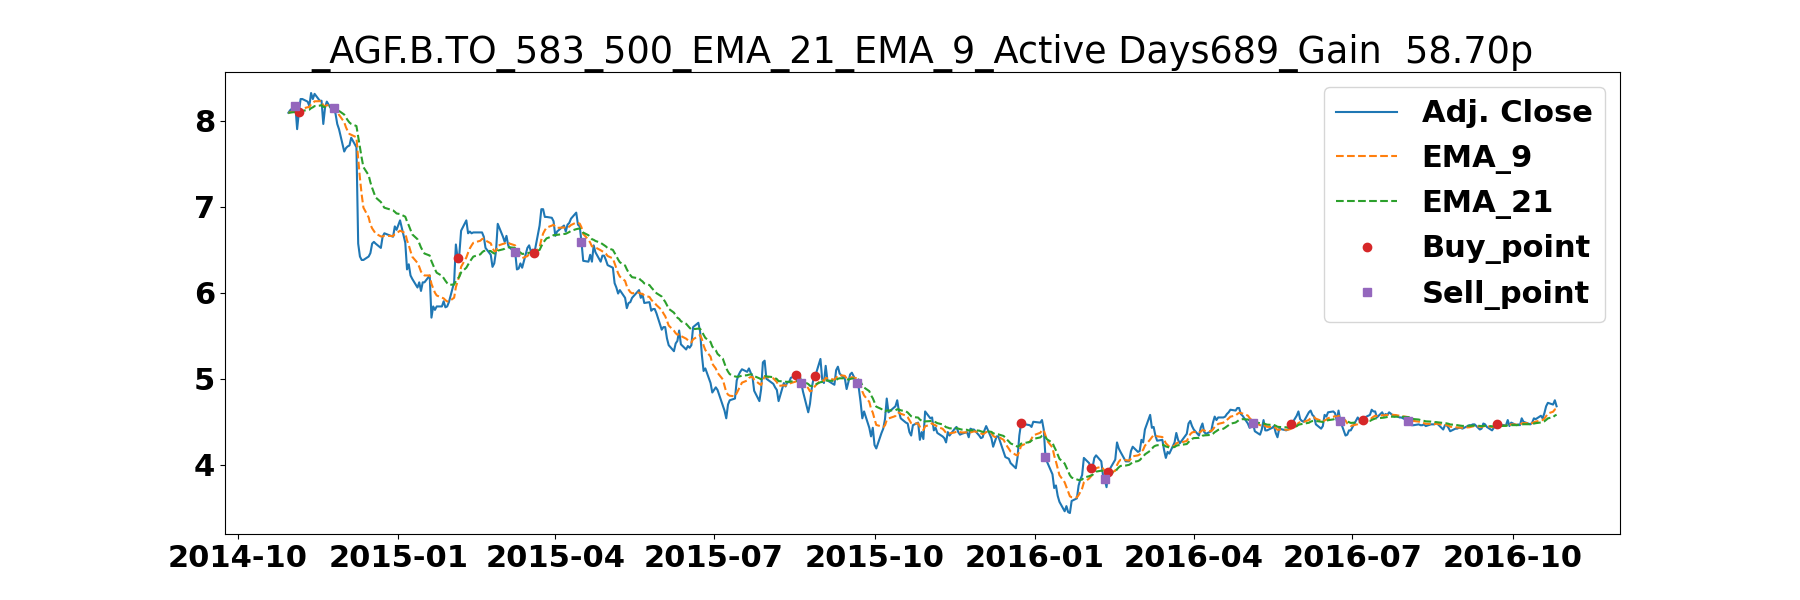 _AGF.B.TO_583_500_EMA_21_EMA_9_Active Days689_Gain  58.70p
Adj. Close
EMA_9
EMA_21
Buy_point
Sell_point
8
7
6
5
4
2014-10 2015-01 2015-04 2015-07 2015-10 2016-01 2016-04 2016-07 2016-10